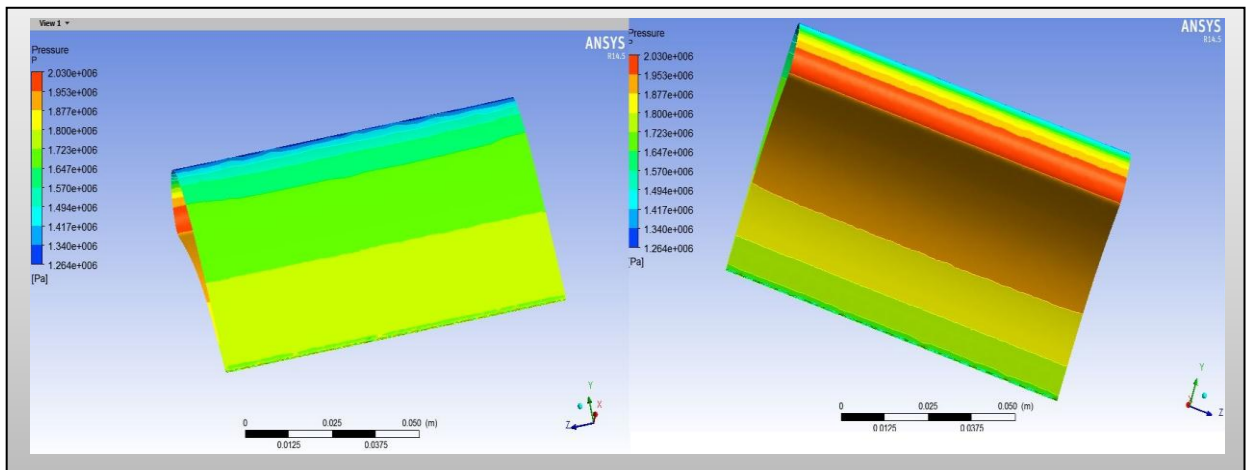 View 1
Pressure
P
2.030e+006
1.953e+006
1.877e+006
1.800e+006
1.723e+006
1.647e+006
1.570e+006
1.494e+006
1.417e+006
1.340e+006
1.264e+006
[Pa]
ANSYS
R14.5
0 0.025 0.050 (m)
0.0125 0.0375
Y
X
Z
Pressure
P
2.030e+006
1.953e+006
1.877e+006
1.800e+006
1.723e+006
1.647e+006
1.570e+006
1.494e+006
1.417e+006
1.340e+006
1.264e+006
[Pa]
ANSYS
R14.5
0 0.025 0.050 (m)
0.0125 0.0375
Y
X
Z